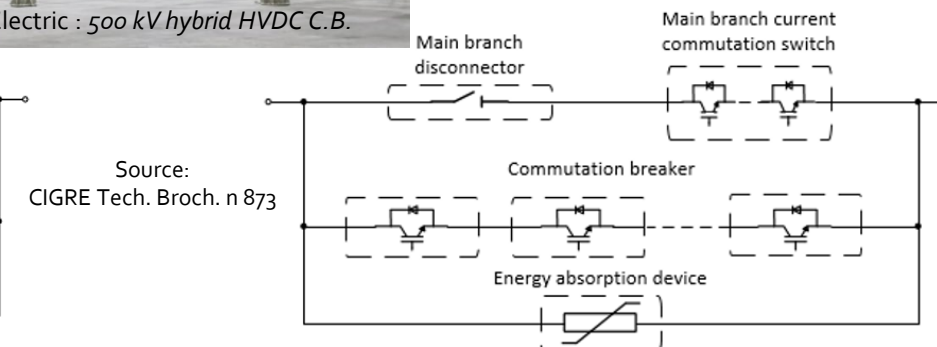 lectric : 500 kV hybrid HVDC C.B.
Main branch
disconnector
Main branch current
commutation switch
Source:
CIGRE Tech. Broch. n 873
Commutation breaker
Energy absorption device